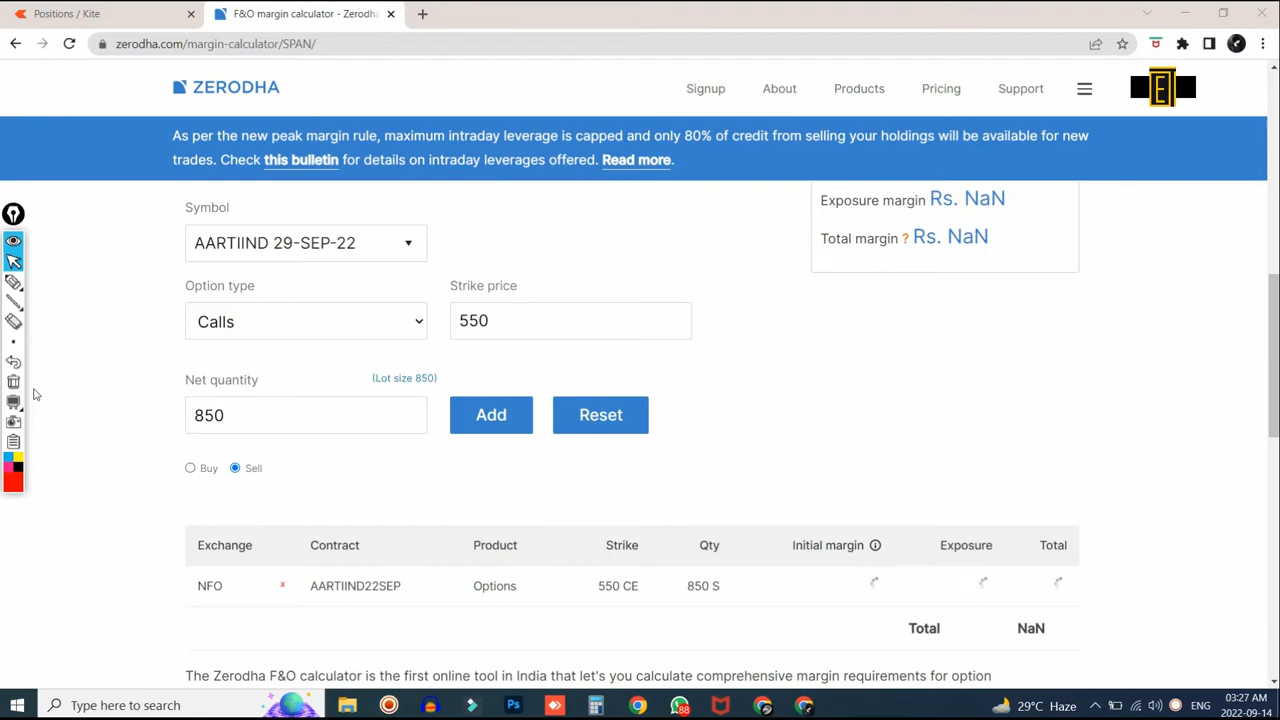 Positions / Kite
F&O margin calculator - Zerodha
zerodha.com/margin-calculator/SPAN/
ZERODHA
Signup
About
Products
Pricing
Support
E
As per the new peak margin rule, maximum intraday leverage is capped and only 80% of credit from selling your holdings will be available for new
trades. Check this bulletin for details on intraday leverages offered. Read more.
Exposure margin Rs. NaN
Total margin ? Rs. NaN
Symbol
AARTIIND 29-SEP-22
Option type
Strike price
Calls
550
Net quantity
(Lot size 850)
850
Add
Reset
Buy
Sell
Exchange
Contract
Product
Strike
Qty
Initial margin
Exposure
Total
NFO
x
AARTIIND22SEP
Options
550 CE
850 S
Total
NaN
The Zerodha F&O calculator is the first online tool in India that let's you calculate comprehensive margin requirements for option
Type here to search
Ps
88
29°C Haze
ENG
03:27 AM
2022-09-14